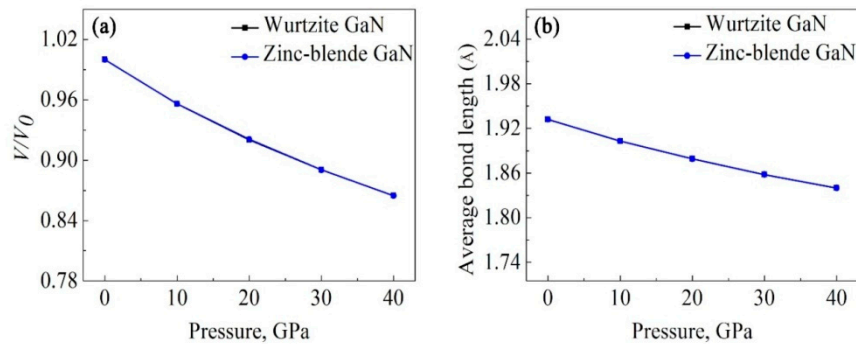 (a)
Wurtzite GaN
Zinc-blende GaN
1.02
0.96
0.90
0.84
0.78
V/V0
0 10 20 30 40
Pressure, GPa
(b)
Wurtzite GaN
Zinc-blende GaN
2.04
1.98
1.92
1.86
1.80
1.74
Average bond length (Å)
0 10 20 30 40
Pressure, GPa